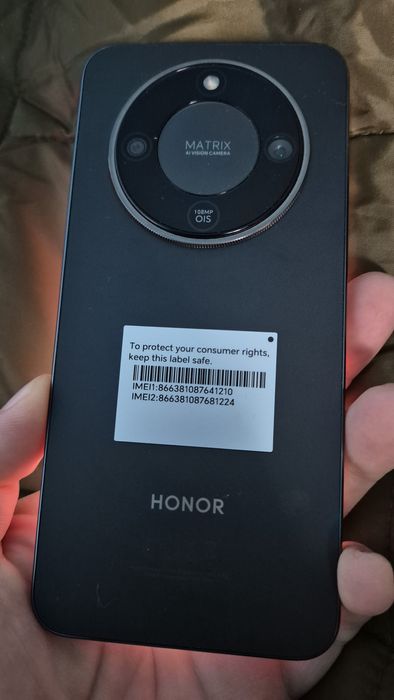 MATRIX
AI VISION CAMERA
108MP
OIS
To protect your consumer rights,
keep this label safe.
IMEI1:866381087641210
IMEI2:866381087681224
HONOR